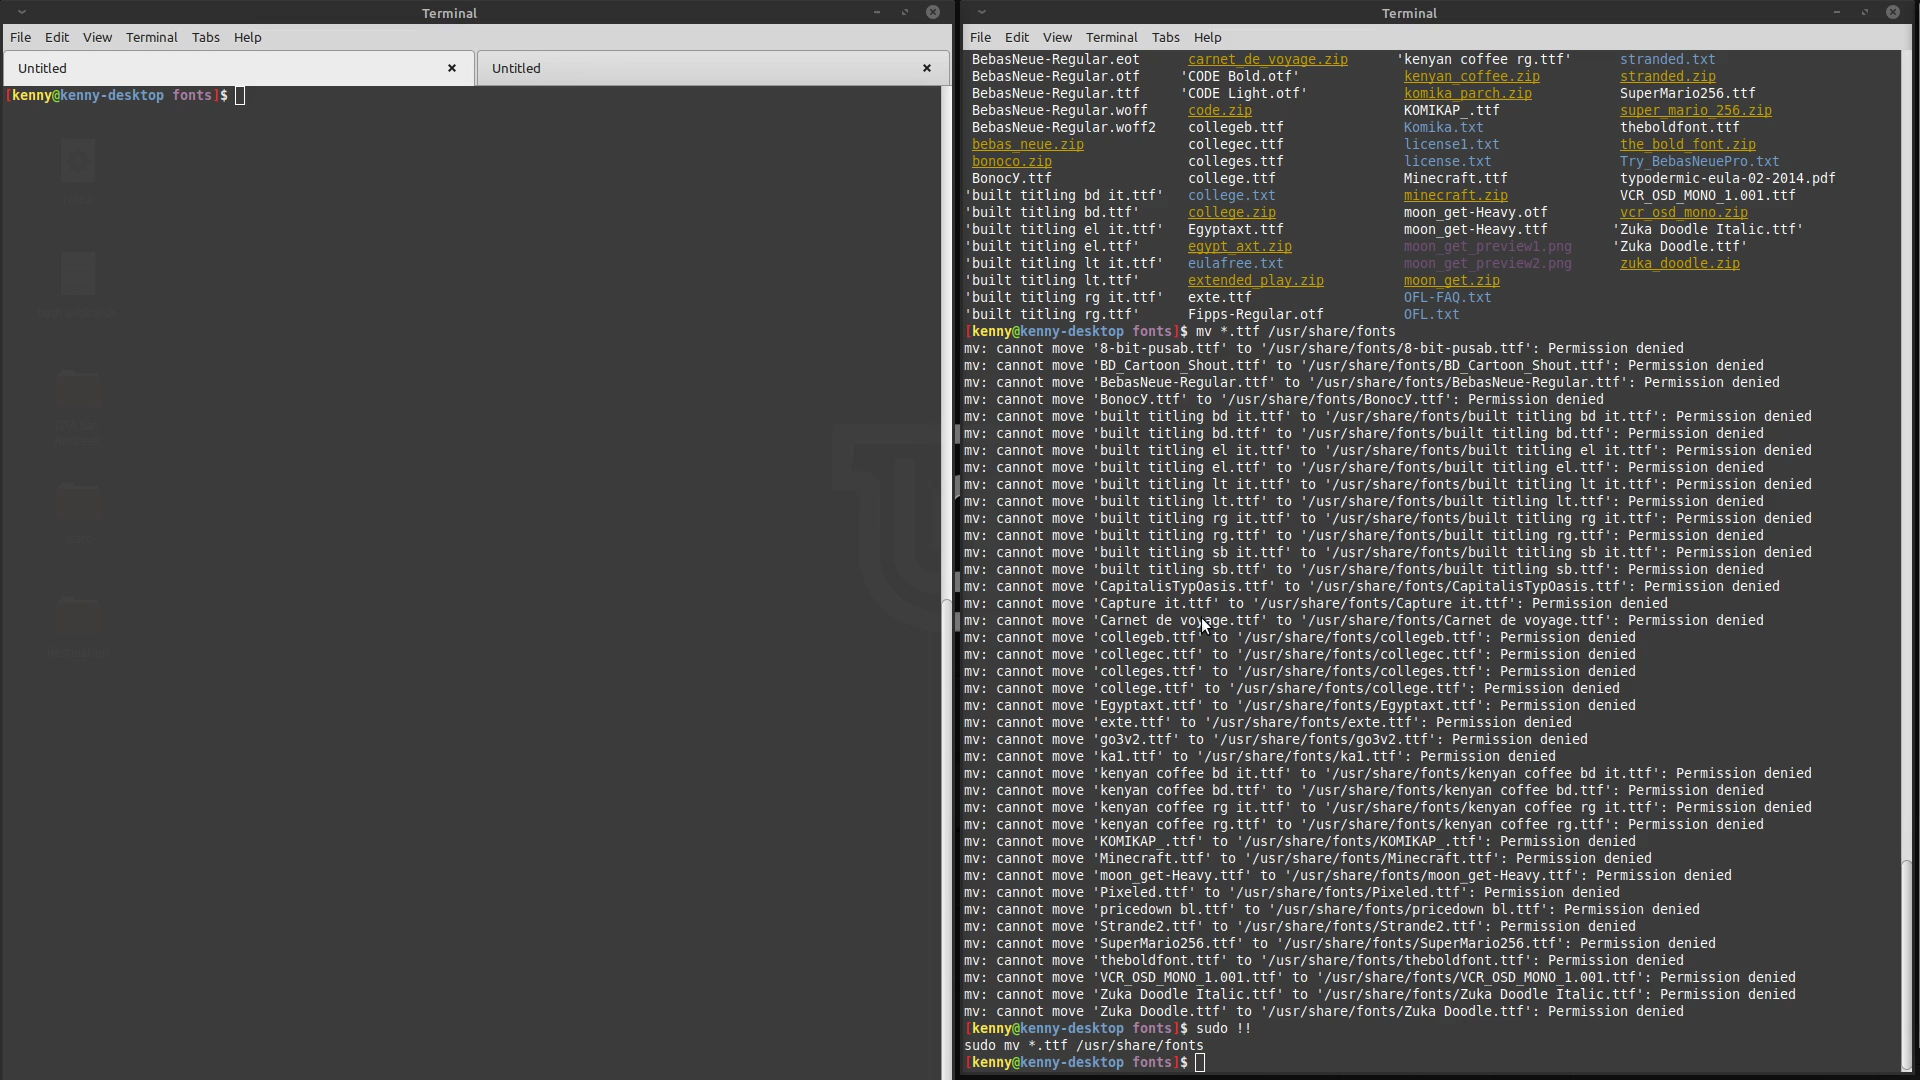 Terminal
File Edit View Terminal Tabs Help
Untitled
Untitled
[kenny@kenny-desktop fonts]$
Terminal
File Edit View Terminal Tabs Help
BebasNeue-Regular.eot carnet_de_voyage.zip 'kenyan coffee rg.ttf' stranded.txt
BebasNeue-Regular.otf 'CODE Bold.otf' kenyan_coffee.zip stranded.zip
BebasNeue-Regular.ttf 'CODE Light.otf' komika_parch.zip SuperMario256.ttf
BebasNeue-Regular.woff code.zip KOMIKAP_.ttf super_mario_256.zip
BebasNeue-Regular.woff2 collegeb.ttf Komika.txt theboldfont.ttf
bebas_neue.zip collegec.ttf license1.txt the_bold_font.zip
bonoco.zip colleges.ttf license.txt Try_BebasNeuePro.txt
BonocУ.ttf college.ttf Minecraft.ttf typodermic-eula-02-2014.pdf
'built titling bd it.ttf' college.txt minecraft.zip VCR_OSD_MONO_1.001.ttf
'built titling bd.ttf' college.zip moon_get-Heavy.otf vcr_osd_mono.zip
'built titling el it.ttf' Egyptaxt.ttf moon_get-Heavy.ttf 'Zuka Doodle Italic.ttf'
'built titling el.ttf' egypt_axt.zip moon_get_preview1.png 'Zuka Doodle.ttf'
'built titling lt it.ttf' eulafree.txt moon_get_preview2.png zuka_doodle.zip
'built titling lt.ttf' extended_play.zip moon_get.zip
'built titling rg it.ttf' exte.ttf OFL-FAQ.txt
'built titling rg.ttf' Fipps-Regular.otf OFL.txt
[kenny@kenny-desktop fonts]$ mv *.ttf /usr/share/fonts
mv: cannot move '8-bit-pusab.ttf' to '/usr/share/fonts/8-bit-pusab.ttf': Permission denied
mv: cannot move 'BD_Cartoon_Shout.ttf' to '/usr/share/fonts/BD_Cartoon_Shout.ttf': Permission denied
mv: cannot move 'BebasNeue-Regular.ttf' to '/usr/share/fonts/BebasNeue-Regular.ttf': Permission denied
mv: cannot move 'BonocУ.ttf' to '/usr/share/fonts/BonocУ.ttf': Permission denied
mv: cannot move 'built titling bd it.ttf' to '/usr/share/fonts/built titling bd it.ttf': Permission denied
mv: cannot move 'built titling bd.ttf' to '/usr/share/fonts/built titling bd.ttf': Permission denied
mv: cannot move 'built titling el it.ttf' to '/usr/share/fonts/built titling el it.ttf': Permission denied
mv: cannot move 'built titling el.ttf' to '/usr/share/fonts/built titling el.ttf': Permission denied
mv: cannot move 'built titling lt it.ttf' to '/usr/share/fonts/built titling lt it.ttf': Permission denied
mv: cannot move 'built titling lt.ttf' to '/usr/share/fonts/built titling lt.ttf': Permission denied
mv: cannot move 'built titling rg it.ttf' to '/usr/share/fonts/built titling rg it.ttf': Permission denied
mv: cannot move 'built titling rg.ttf' to '/usr/share/fonts/built titling rg.ttf': Permission denied
mv: cannot move 'built titling sb it.ttf' to '/usr/share/fonts/built titling sb it.ttf': Permission denied
mv: cannot move 'built titling sb.ttf' to '/usr/share/fonts/built titling sb.ttf': Permission denied
mv: cannot move 'CapitalisTypOasis.ttf' to '/usr/share/fonts/CapitalisTypOasis.ttf': Permission denied
mv: cannot move 'Capture it.ttf' to '/usr/share/fonts/Capture it.ttf': Permission denied
mv: cannot move 'Carnet de voyage.ttf' to '/usr/share/fonts/Carnet de voyage.ttf': Permission denied
mv: cannot move 'collegeb.ttf' to '/usr/share/fonts/collegeb.ttf': Permission denied
mv: cannot move 'collegec.ttf' to '/usr/share/fonts/collegec.ttf': Permission denied
mv: cannot move 'colleges.ttf' to '/usr/share/fonts/colleges.ttf': Permission denied
mv: cannot move 'college.ttf' to '/usr/share/fonts/college.ttf': Permission denied
mv: cannot move 'Egyptaxt.ttf' to '/usr/share/fonts/Egyptaxt.ttf': Permission denied
mv: cannot move 'exte.ttf' to '/usr/share/fonts/exte.ttf': Permission denied
mv: cannot move 'go3v2.ttf' to '/usr/share/fonts/go3v2.ttf': Permission denied
mv: cannot move 'ka1.ttf' to '/usr/share/fonts/ka1.ttf': Permission denied
mv: cannot move 'kenyan coffee bd it.ttf' to '/usr/share/fonts/kenyan coffee bd it.ttf': Permission denied
mv: cannot move 'kenyan coffee bd.ttf' to '/usr/share/fonts/kenyan coffee bd.ttf': Permission denied
mv: cannot move 'kenyan coffee rg it.ttf' to '/usr/share/fonts/kenyan coffee rg it.ttf': Permission denied
mv: cannot move 'kenyan coffee rg.ttf' to '/usr/share/fonts/kenyan coffee rg.ttf': Permission denied
mv: cannot move 'KOMIKAP_.ttf' to '/usr/share/fonts/KOMIKAP_.ttf': Permission denied
mv: cannot move 'Minecraft.ttf' to '/usr/share/fonts/Minecraft.ttf': Permission denied
mv: cannot move 'moon_get-Heavy.ttf' to '/usr/share/fonts/moon_get-Heavy.ttf': Permission denied
mv: cannot move 'Pixeled.ttf' to '/usr/share/fonts/Pixeled.ttf': Permission denied
mv: cannot move 'pricedown bl.ttf' to '/usr/share/fonts/pricedown bl.ttf': Permission denied
mv: cannot move 'Strande2.ttf' to '/usr/share/fonts/Strande2.ttf': Permission denied
mv: cannot move 'SuperMario256.ttf' to '/usr/share/fonts/SuperMario256.ttf': Permission denied
mv: cannot move 'theboldfont.ttf' to '/usr/share/fonts/theboldfont.ttf': Permission denied
mv: cannot move 'VCR_OSD_MONO_1.001.ttf' to '/usr/share/fonts/VCR_OSD_MONO_1.001.ttf': Permission denied
mv: cannot move 'Zuka Doodle Italic.ttf' to '/usr/share/fonts/Zuka Doodle Italic.ttf': Permission denied
mv: cannot move 'Zuka Doodle.ttf' to '/usr/share/fonts/Zuka Doodle.ttf': Permission denied
[kenny@kenny-desktop fonts]$ sudo !!
sudo mv *.ttf /usr/share/fonts
[kenny@kenny-desktop fonts]$